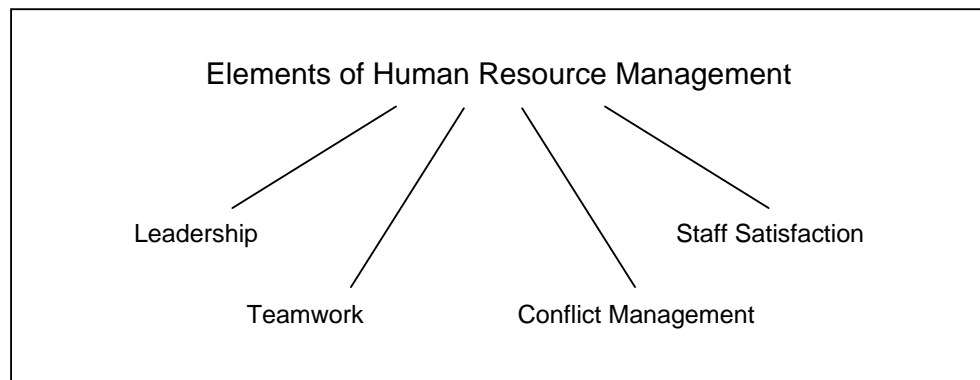 Elements of Human Resource Management
Leadership
Staff Satisfaction
Teamwork
Conflict Management